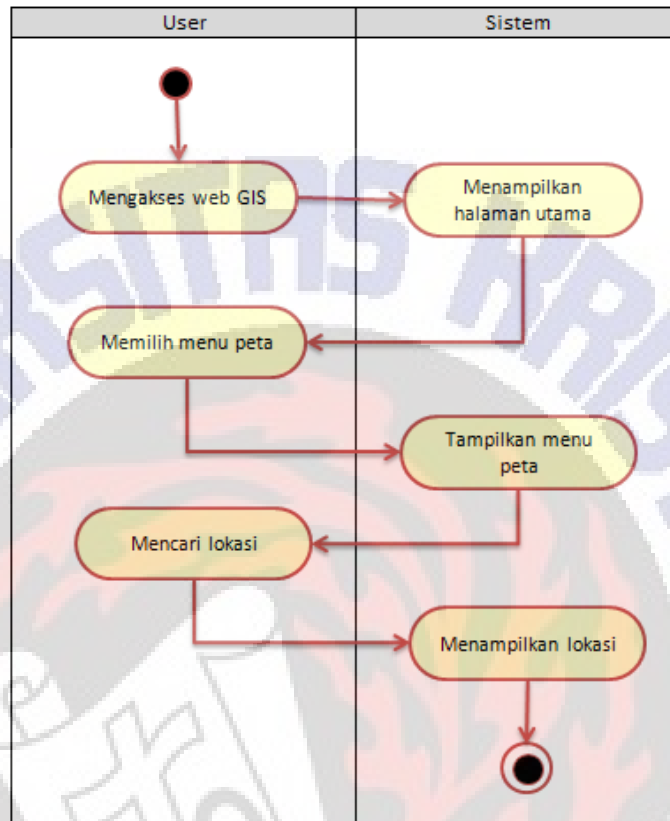 User
Sistem
Mengakses web GIS
Menampilkan
halaman utama
Memilih menu peta
Tampilkan menu
peta
Mencari lokasi
Menampilkan lokasi